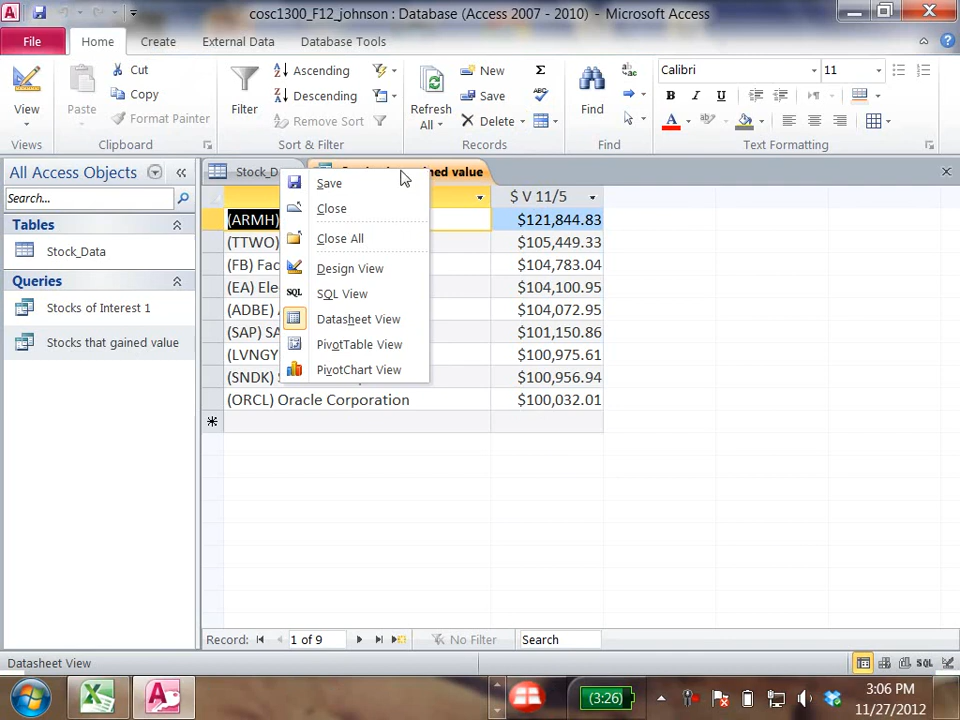 cosc1300_F12_johnson : Database (Access 2007 - 2010) - Microsoft Access
File Home Create External Data Database Tools
View
Views
Paste
Cut
Copy
Format Painter
Clipboard
Filter
Ascending
Descending
Remove Sort
Sort & Filter
Refresh
All
New
Save
Delete
Records
Find
Find
Calibri 11
B I U
A
Text Formatting
All Access Objects
Search...
Tables
Stock_Data
Queries
Stocks of Interest 1
Stocks that gained value
Stock_D ned value
$ V 11/5
(ARMH) $121,844.83
(TTWO) $105,449.33
(FB) Fac $104,783.04
(EA) Ele $104,100.95
(ADBE) $104,072.95
(SAP) SA $101,150.86
(LVNGY $100,975.61
(SNDK) $100,956.94
(ORCL) Oracle Corporation $100,032.01
Save
Close
Close All
Design View
SQL SQL View
Datasheet View
PivotTable View
PivotChart View
Record: 1 of 9 No Filter Search
Datasheet View SQL
(3:26)
3:06 PM
11/27/2012